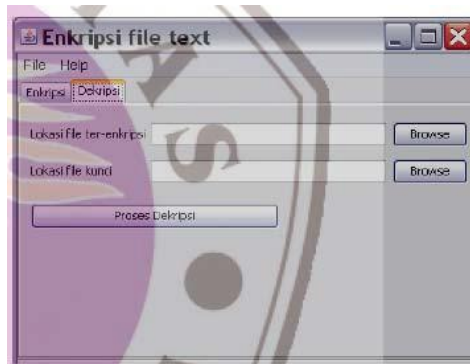 Enkripsi file text
File Help
Enkripsi Dekripsi
Lokasi file ter-enkripsi Browse
Lokasi file kunci Browse
Proses Dekripsi